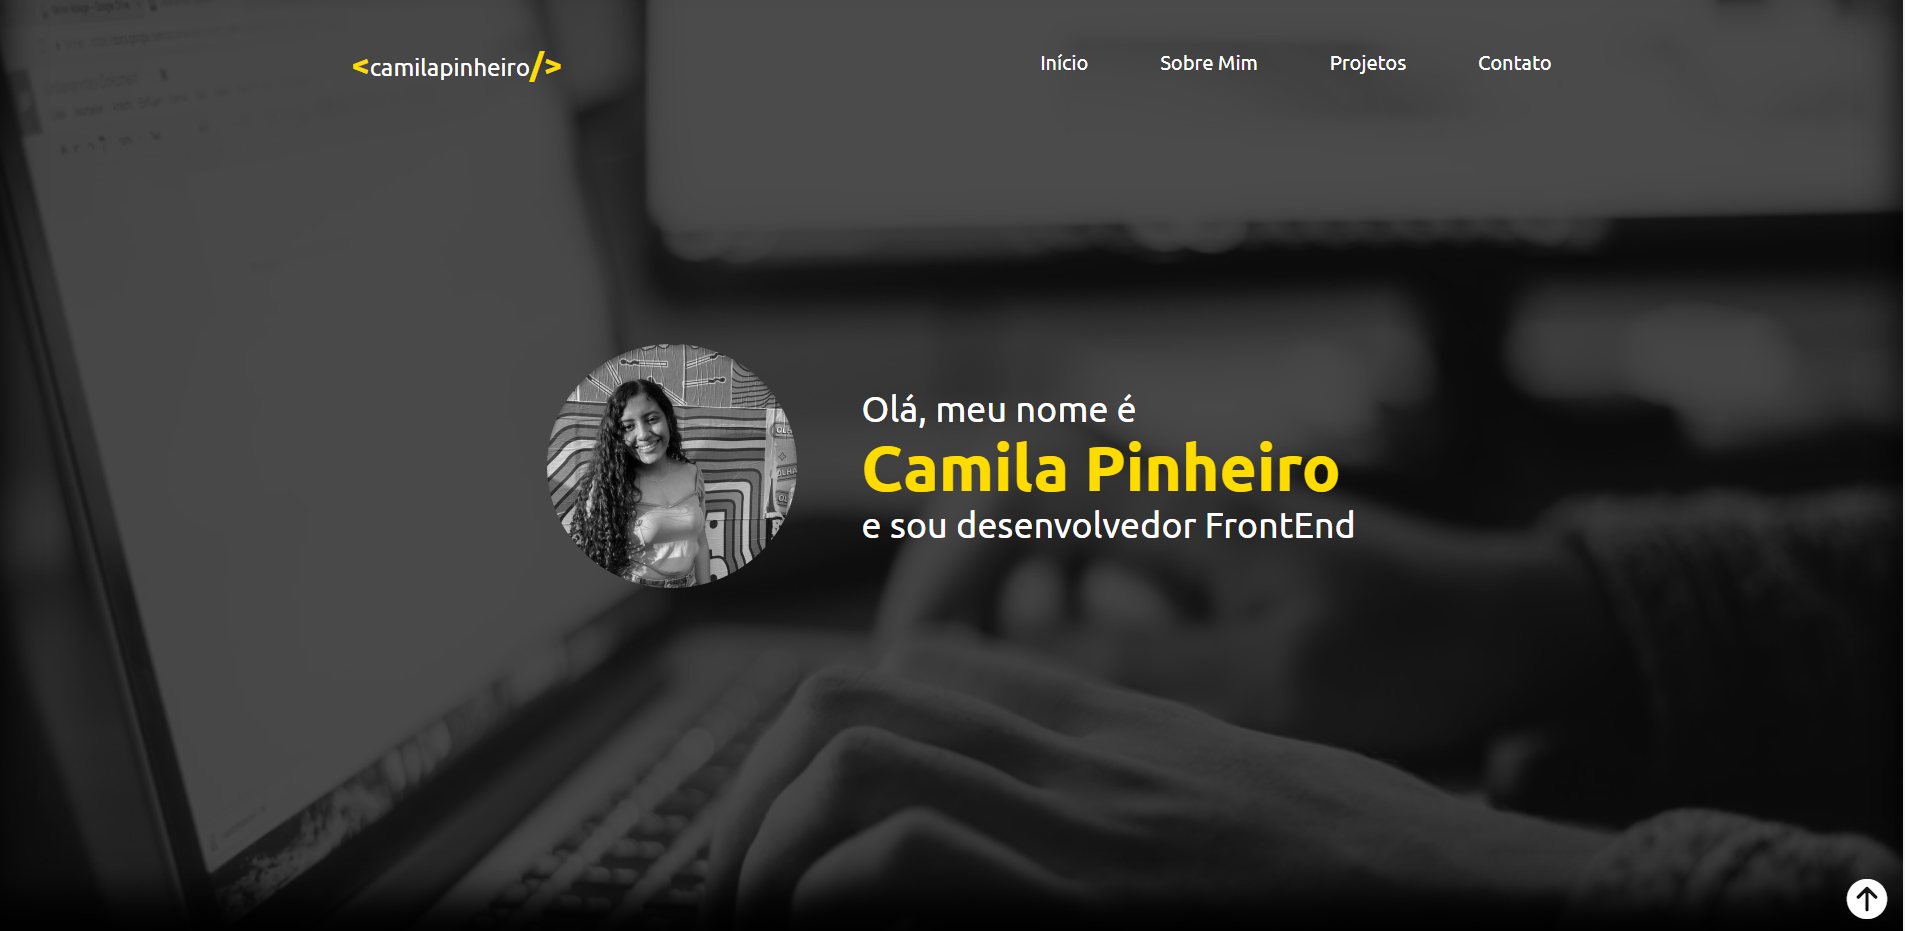 <camilapinheiro/>
Início
Sobre Mim
Projetos
Contato
Olá, meu nome é
Camila Pinheiro
e sou desenvolvedor FrontEnd